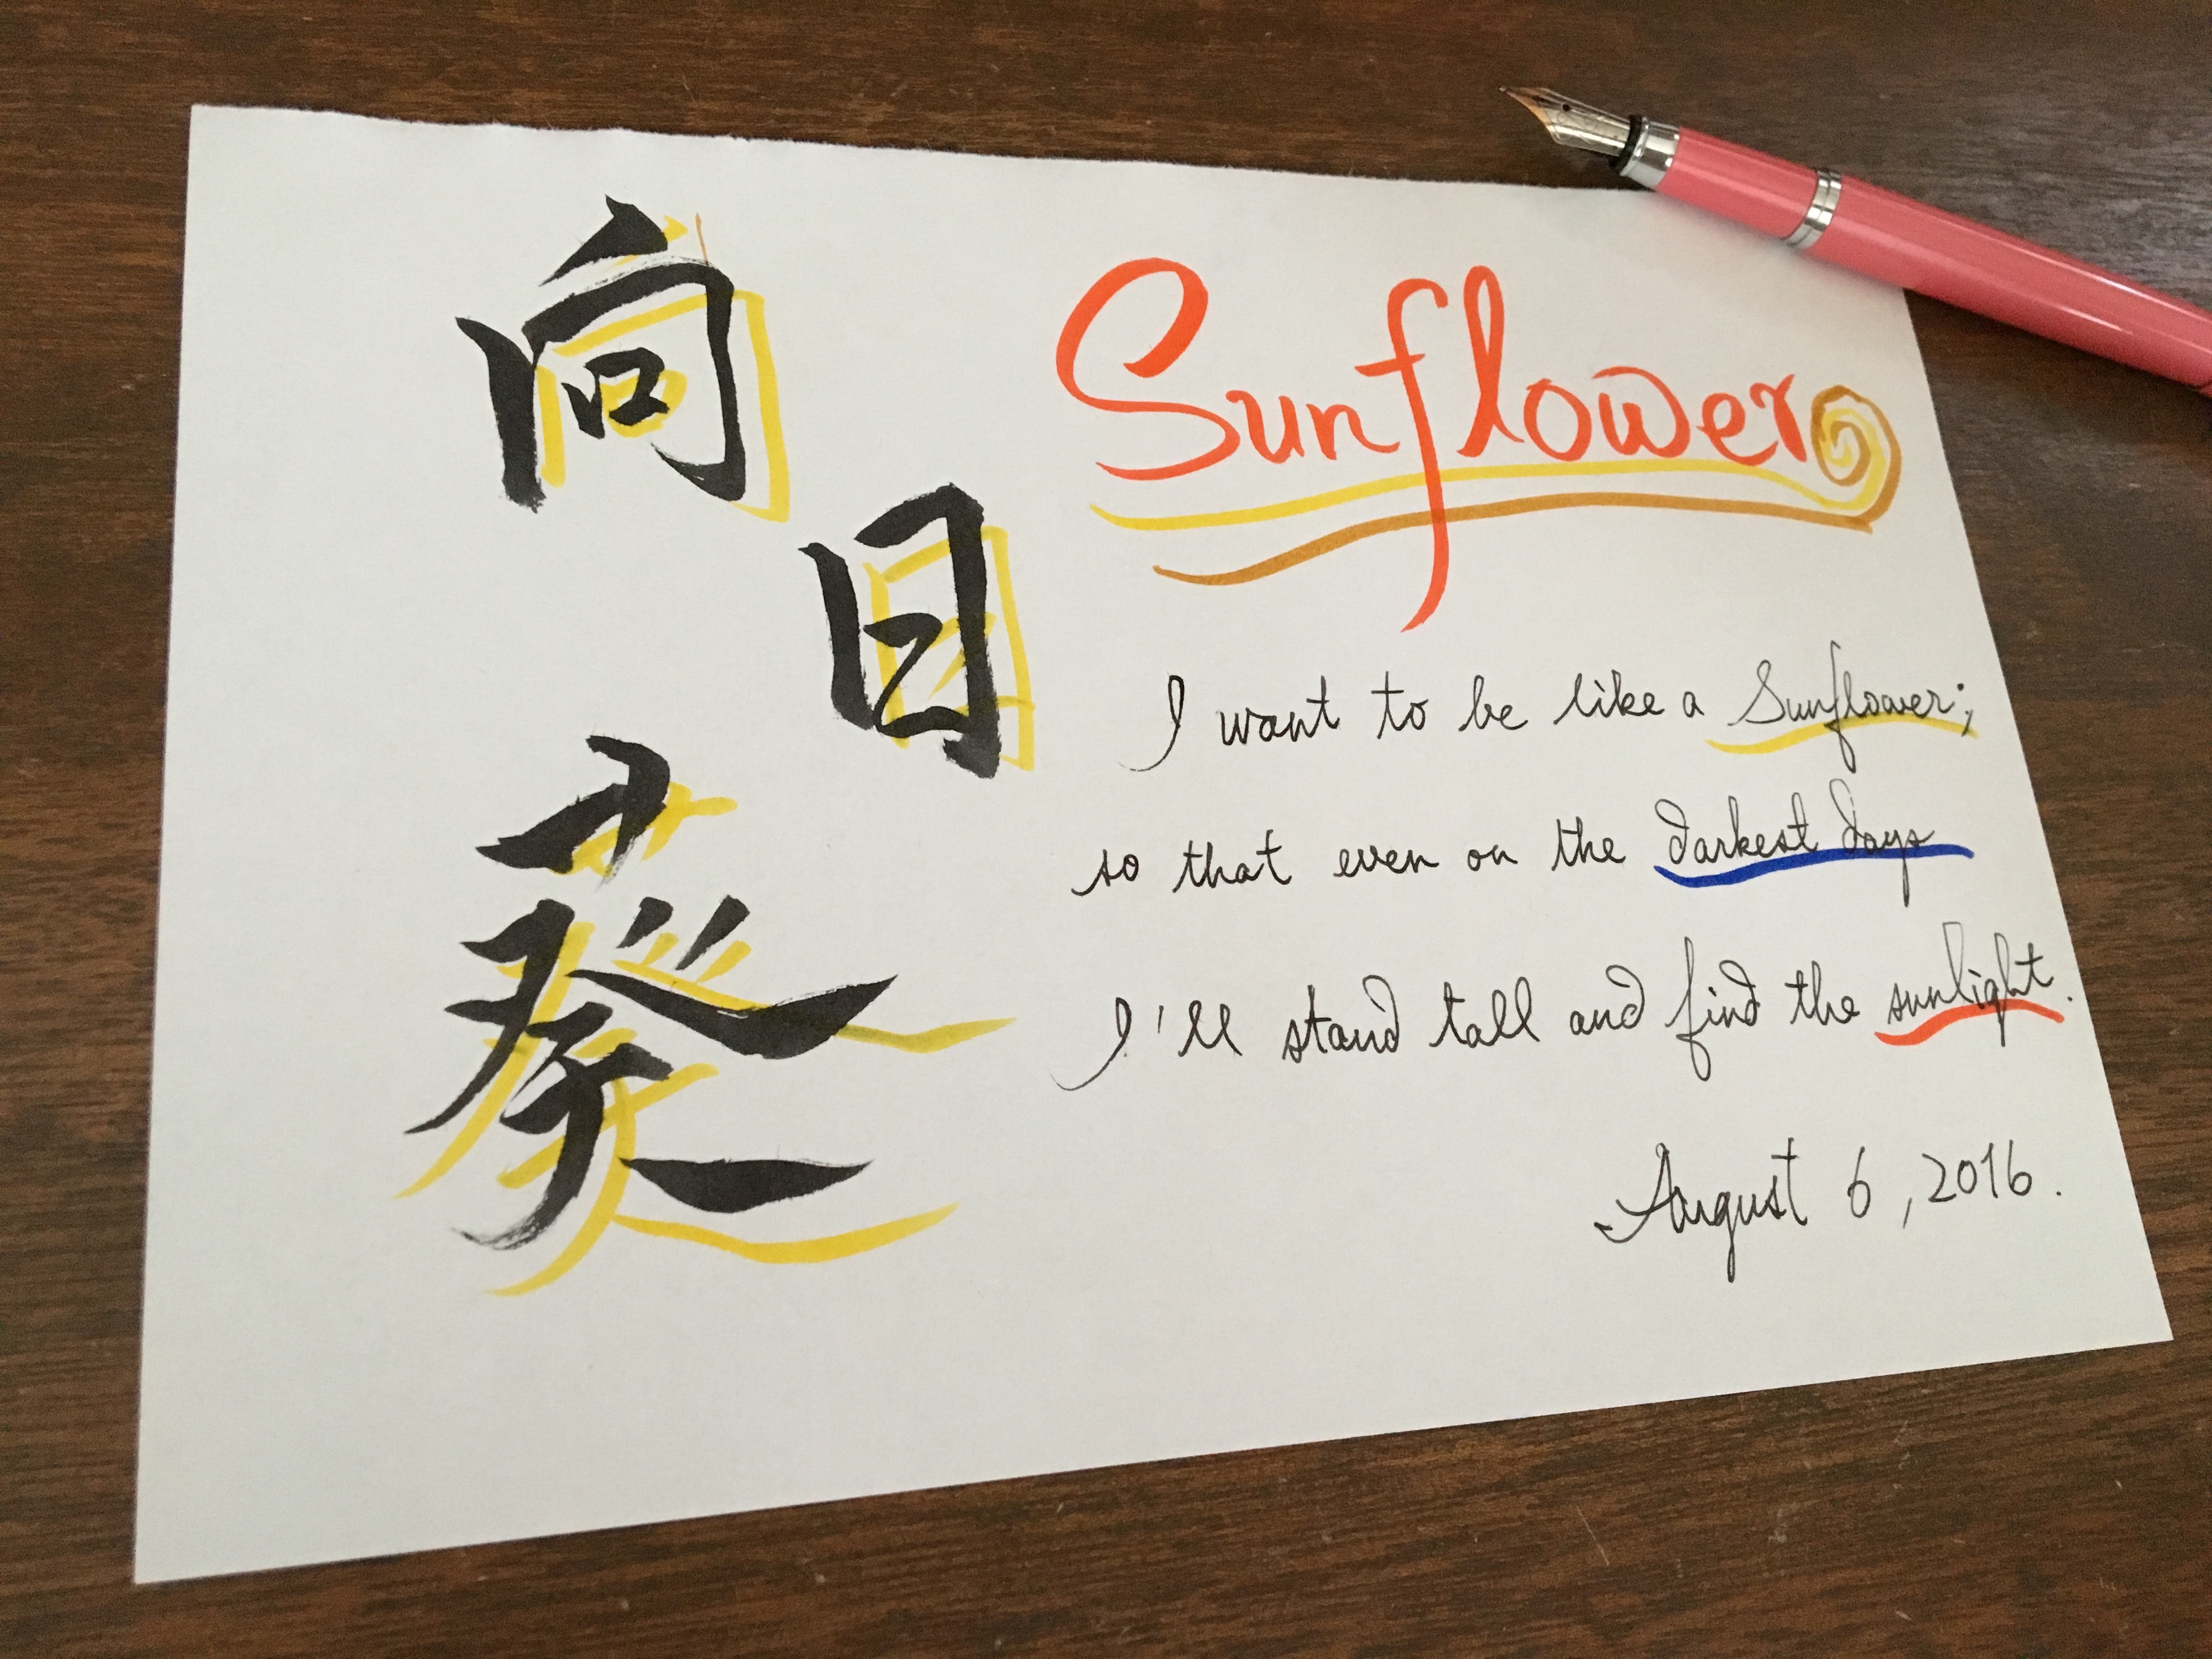 向日葵
Sunflower
I want to be like a Sunflower;
so that even on the darkest days
I'll stand tall and find the sunlight.
August 6, 2016.